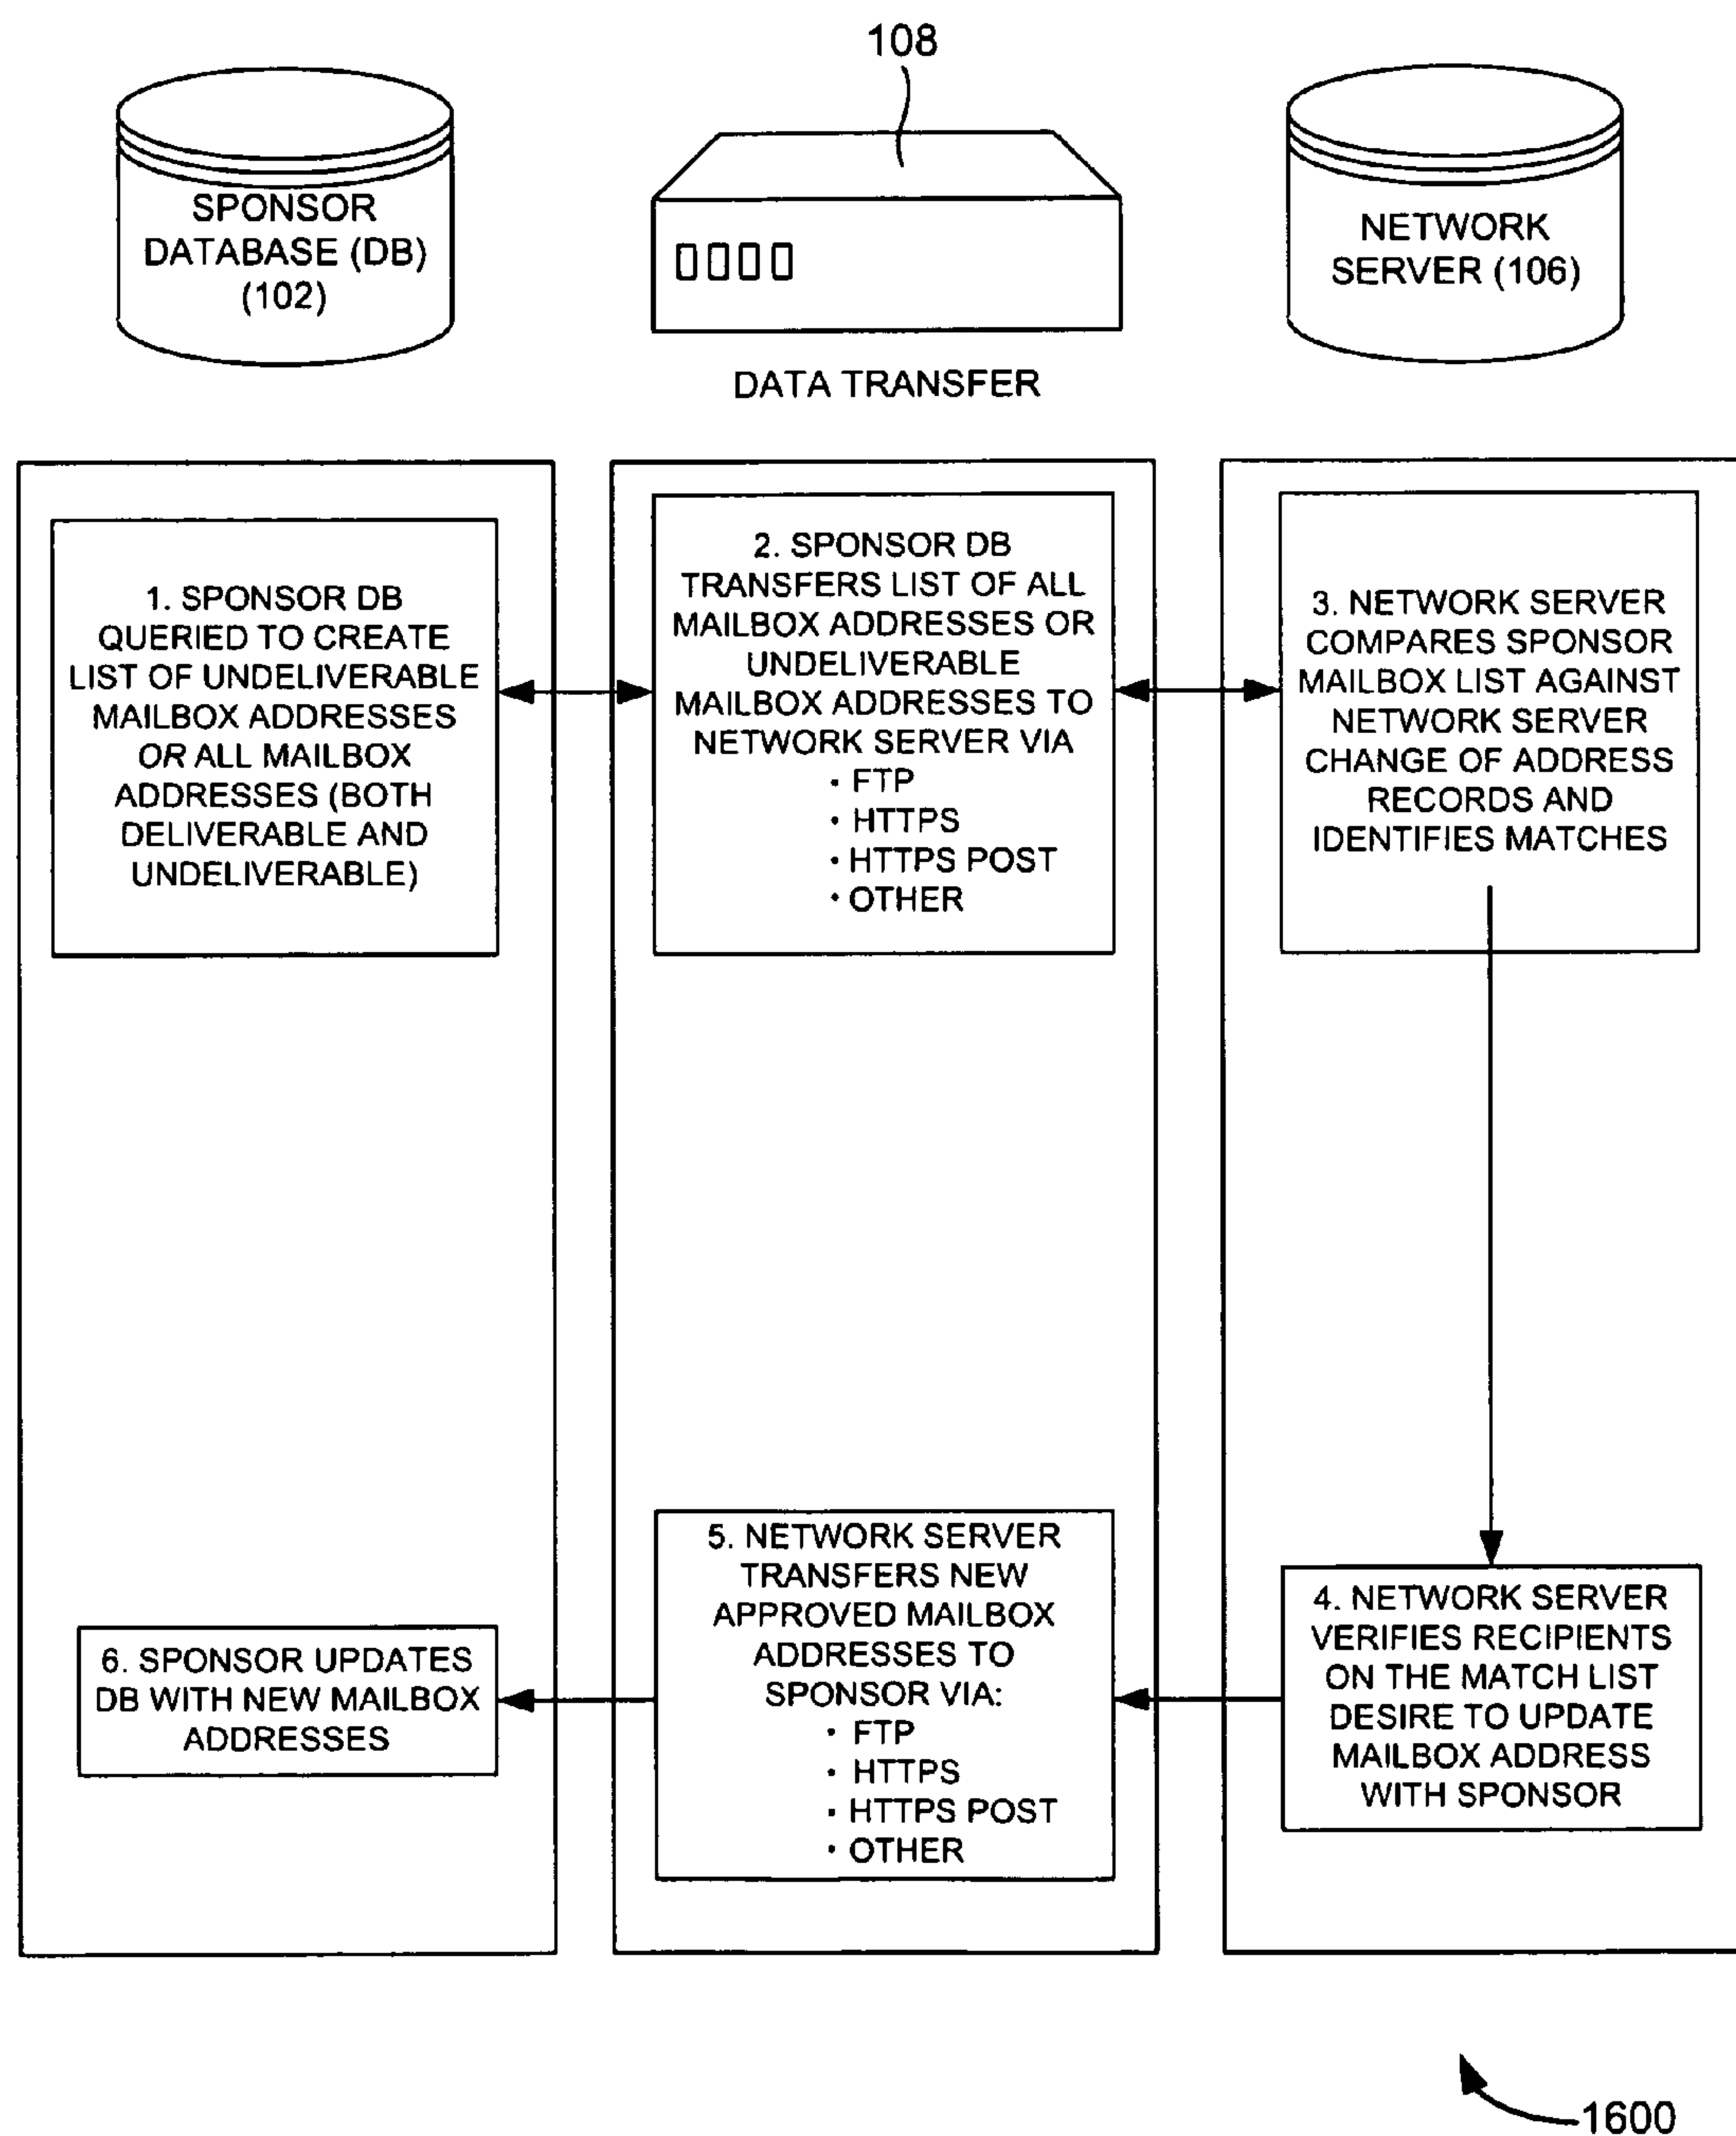 108
SPONSOR
DATABASE (DB)
(102)
NETWORK
SERVER (106)
DATA TRANSFER
1. SPONSOR DB
QUERIED TO CREATE
LIST OF UNDELIVERABLE
MAILBOX ADDRESSES
OR ALL MAILBOX
ADDRESSES (BOTH
DELIVERABLE AND
UNDELIVERABLE)
2. SPONSOR DB
TRANSFERS LIST OF ALL
MAILBOX ADDRESSES OR
UNDELIVERABLE
MAILBOX ADDRESSES TO
NETWORK SERVER VIA
• FTP
• HTTPS
• HTTPS POST
• OTHER
3. NETWORK SERVER
COMPARES SPONSOR
MAILBOX LIST AGAINST
NETWORK SERVER
CHANGE OF ADDRESS
RECORDS AND
IDENTIFIES MATCHES
4. NETWORK SERVER
VERIFIES RECIPIENTS
ON THE MATCH LIST
DESIRE TO UPDATE
MAILBOX ADDRESS
WITH SPONSOR
5. NETWORK SERVER
TRANSFERS NEW
APPROVED MAILBOX
ADDRESSES TO
SPONSOR VIA:
• FTP
• HTTPS
• HTTPS POST
• OTHER
6. SPONSOR UPDATES
DB WITH NEW MAILBOX
ADDRESSES
1600